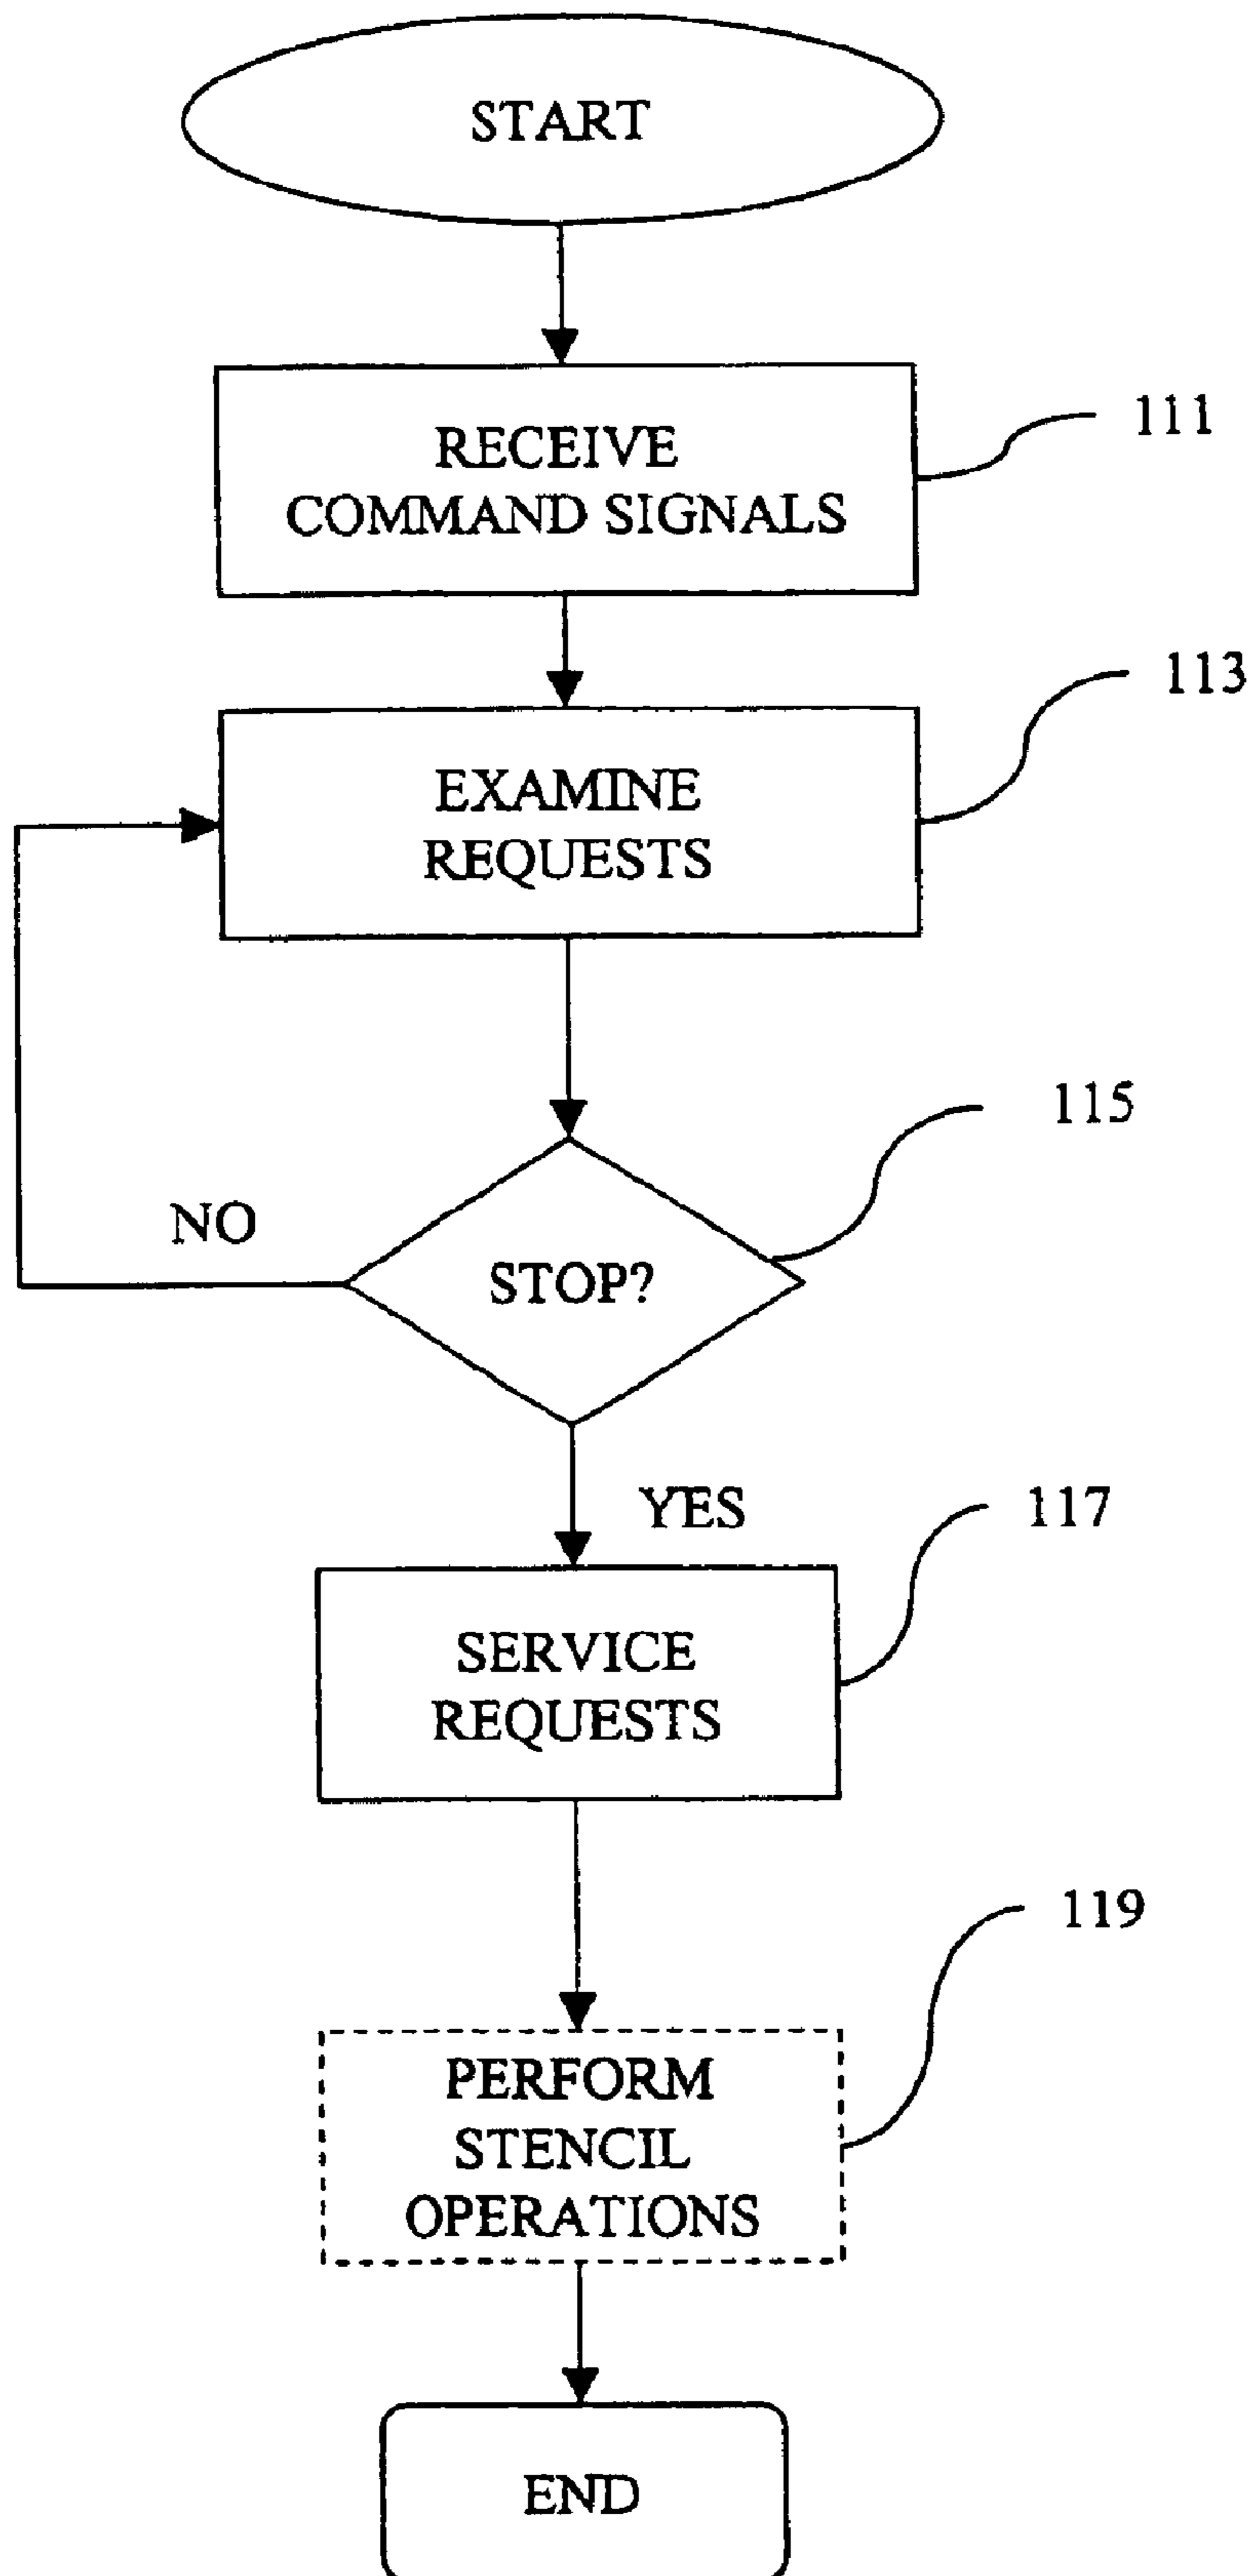 START
RECEIVE
COMMAND SIGNALS
111
113
EXAMINE
REQUESTS
115
NO
STOP?
YES
117
SERVICE
REQUESTS
119
PERFORM
STENCIL
OPERATIONS
END